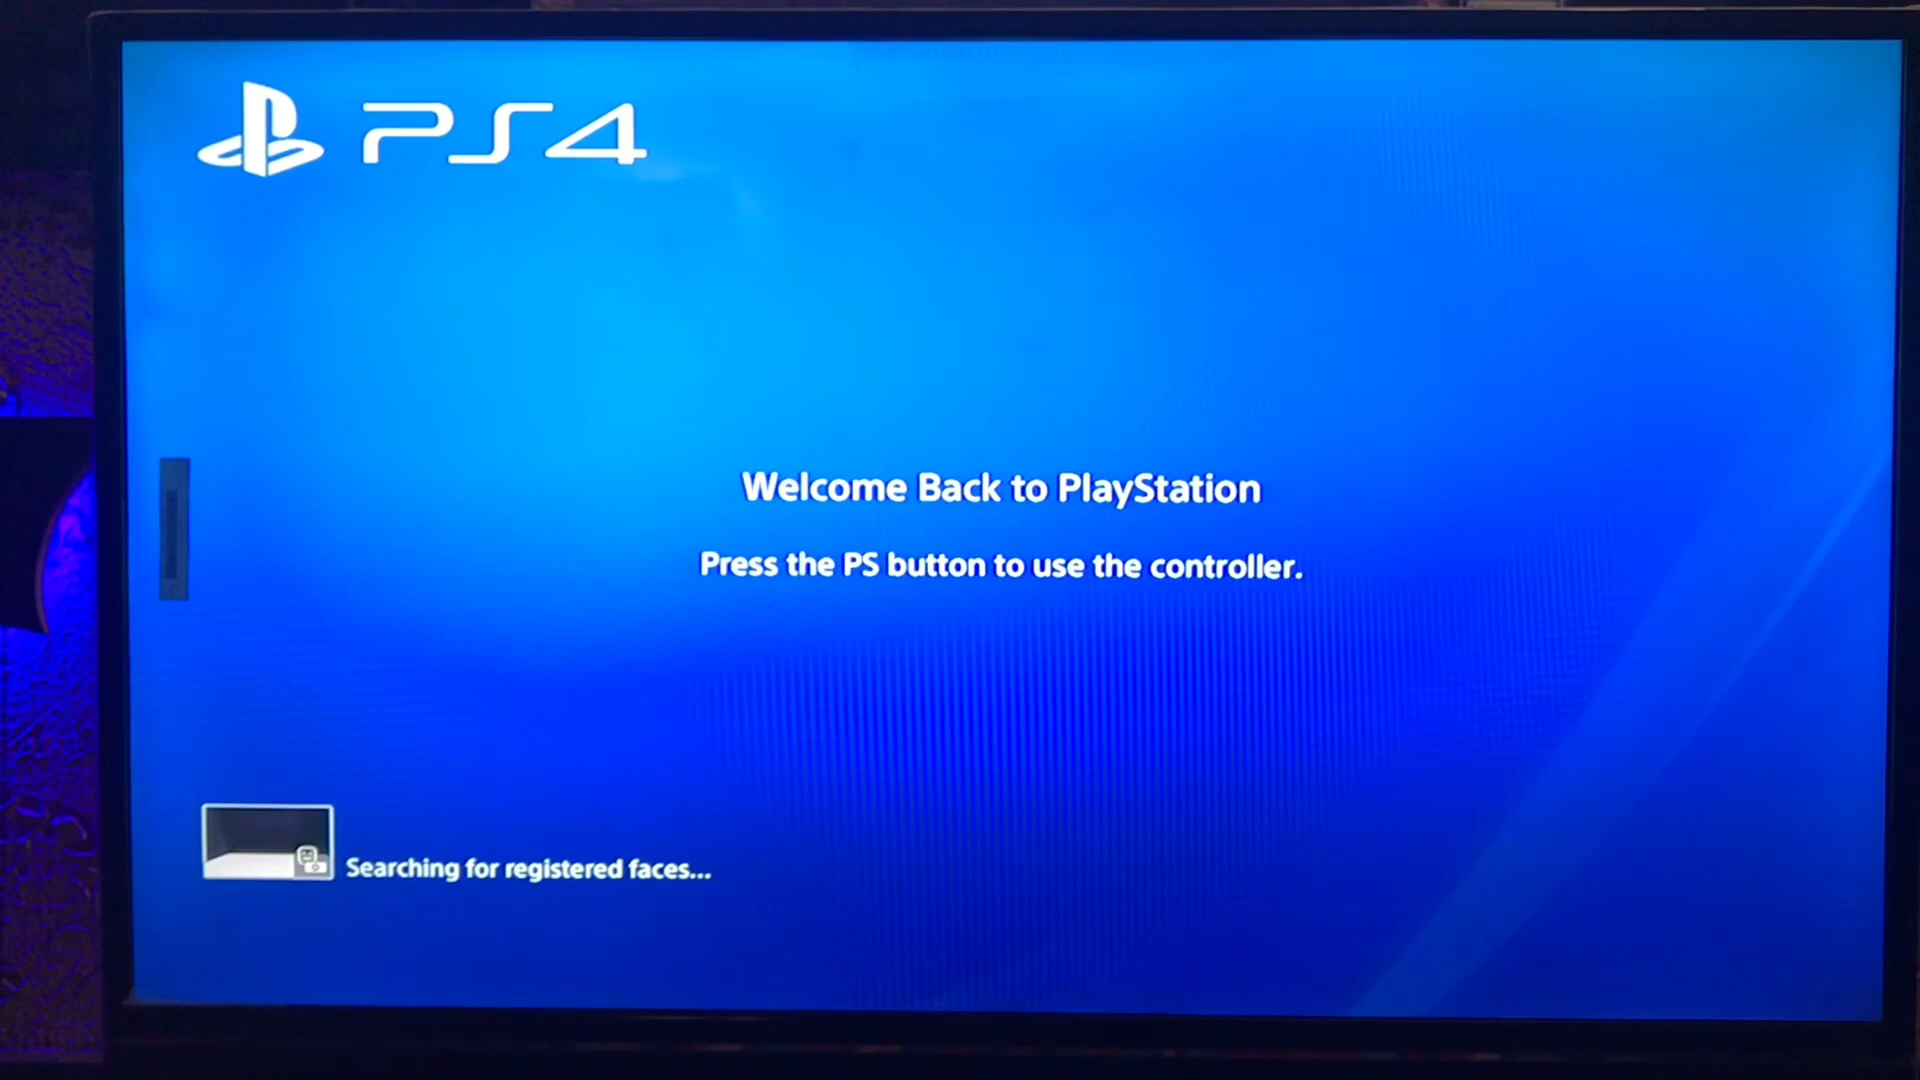 PS4
Welcome Back to PlayStation
Press the PS button to use the controller.
Searching for registered faces...